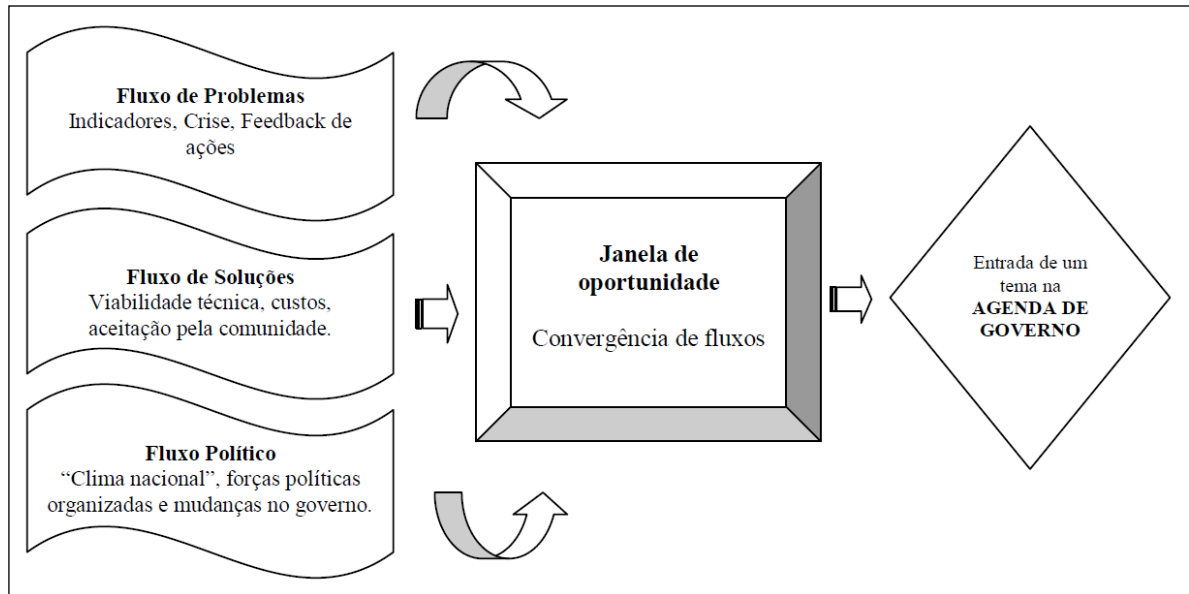 Fluxo de Problemas
Indicadores, Crise, Feedback de
ações
Fluxo de Soluções
Viabilidade técnica, custos,
aceitação pela comunidade.
Fluxo Político
“Clima nacional”, forças políticas
organizadas e mudanças no governo.
Janela de
oportunidade
Convergência de fluxos
Entrada de um
tema na
AGENDA DE
GOVERNO